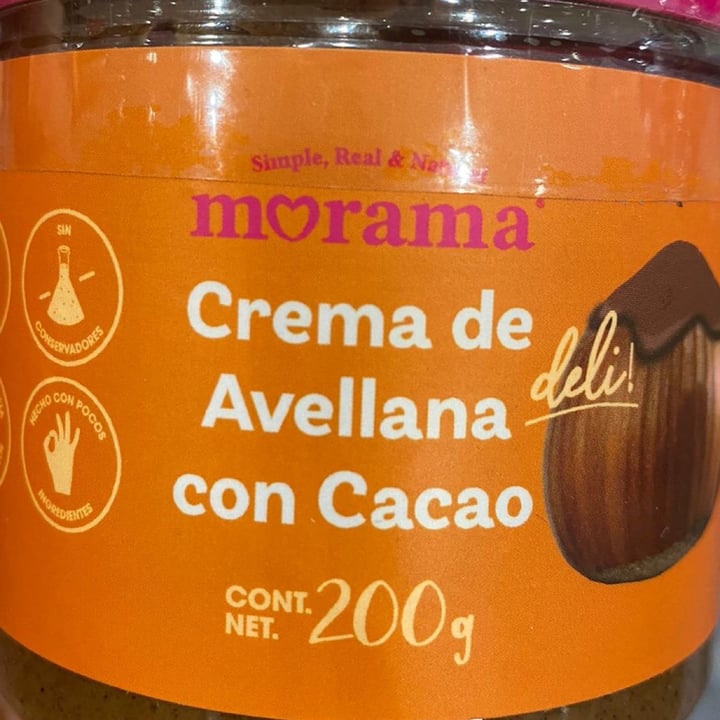 Simple, Real &
morama
Crema de
Avellana
con Cacao
deli!
SIN
CONSERVADORES
HECHO CON POCOS
INGREDIENTES
CONT.
NET. 200g